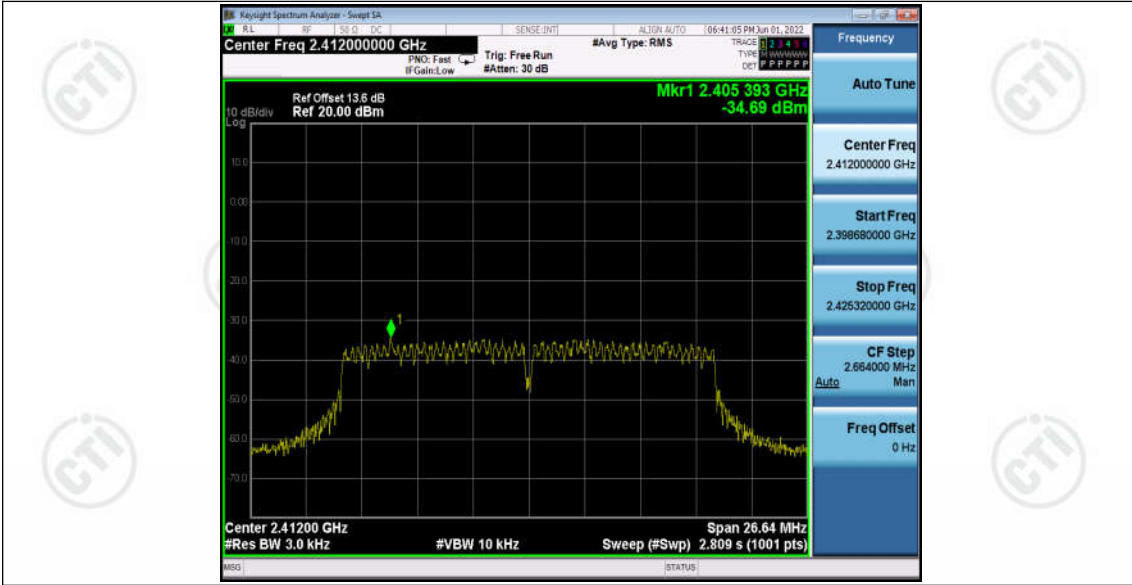 Keysight Spectrum Analyzer - Swept SA
RL RF 50 Ω DC SENSE:INT ALIGN AUTO 06:41:05 PM Jun 01, 2022
Center Freq 2.412000000 GHz
PNO: Fast
IFGain:Low
Trig: Free Run
#Atten: 30 dB
#Avg Type: RMS
TRACE 1 2 3 4 5 6
TYPE M WWWWW
DET P P P P P P
Frequency
Mkr1 2.405 393 GHz
-34.69 dBm
Ref Offset 13.6 dB
10 dB/div Ref 20.00 dBm
Log
10.0
0.00
-10.0
-20.0
-30.0
-40.0
-50.0
-60.0
-70.0
1
Center 2.41200 GHz
Span 26.64 MHz
#Res BW 3.0 kHz
#VBW 10 kHz
Sweep (#Swp) 2.809 s (1001 pts)
Auto Tune
Center Freq
2.412000000 GHz
Start Freq
2.398680000 GHz
Stop Freq
2.425320000 GHz
CF Step
2.664000 MHz
Auto Man
Freq Offset
0 Hz
MSG STATUS
CTI
CTI
CTI
CTI